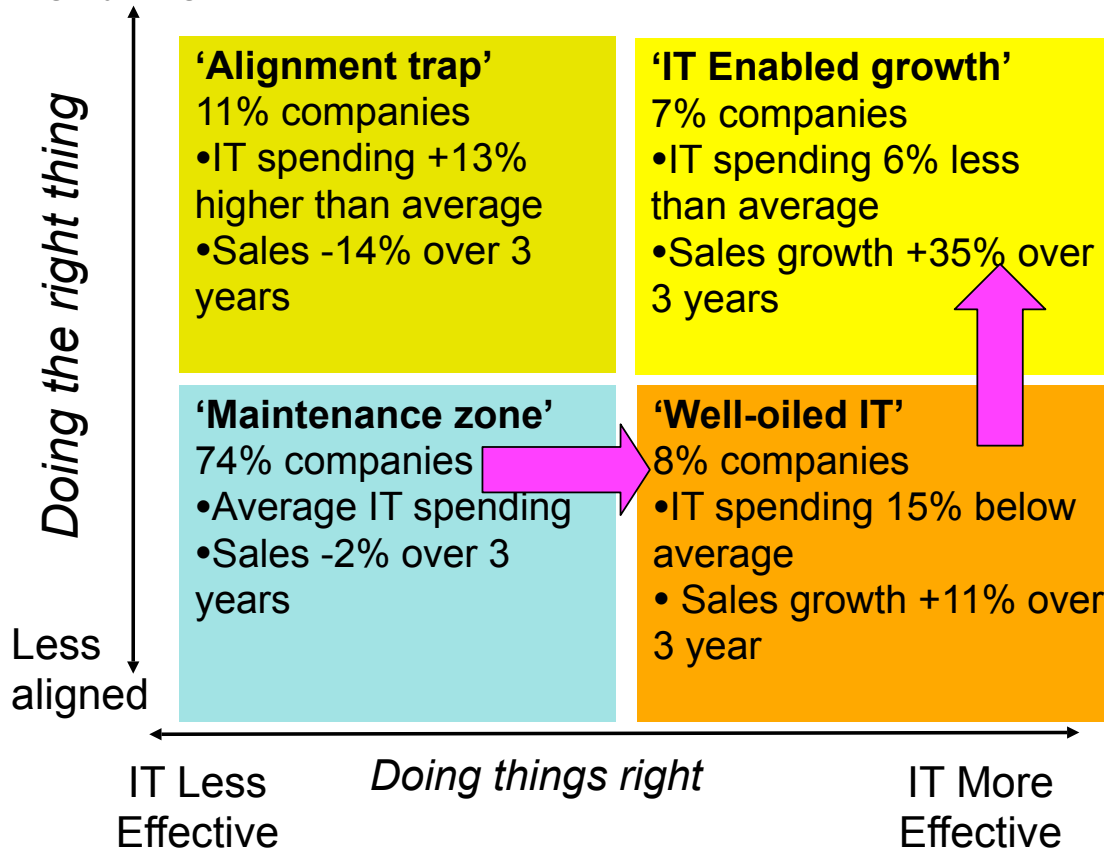 ‘Alignment trap’
11% companies
•IT spending +13%
higher than average
•Sales -14% over 3
years
‘IT Enabled growth’
7% companies
•IT spending 6% less
than average
•Sales growth +35% over
3 years
Doing the right thing
‘Maintenance zone’
74% companies
•Average IT spending
•Sales -2% over 3
years
‘Well-oiled IT’
8% companies
•IT spending 15% below
average
• Sales growth +11% over
3 year
Less
aligned
IT Less
Effective
Doing things right
IT More
Effective